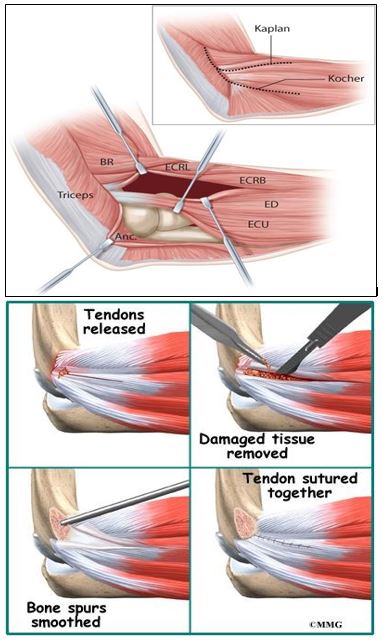 Kaplan
Kocher
BR
ECRL
ECRB
Triceps
ED
ECU
Anc.
Tendons
released
Damaged tissue
removed
Bone spurs
smoothed
Tendon sutured
together
©MMG